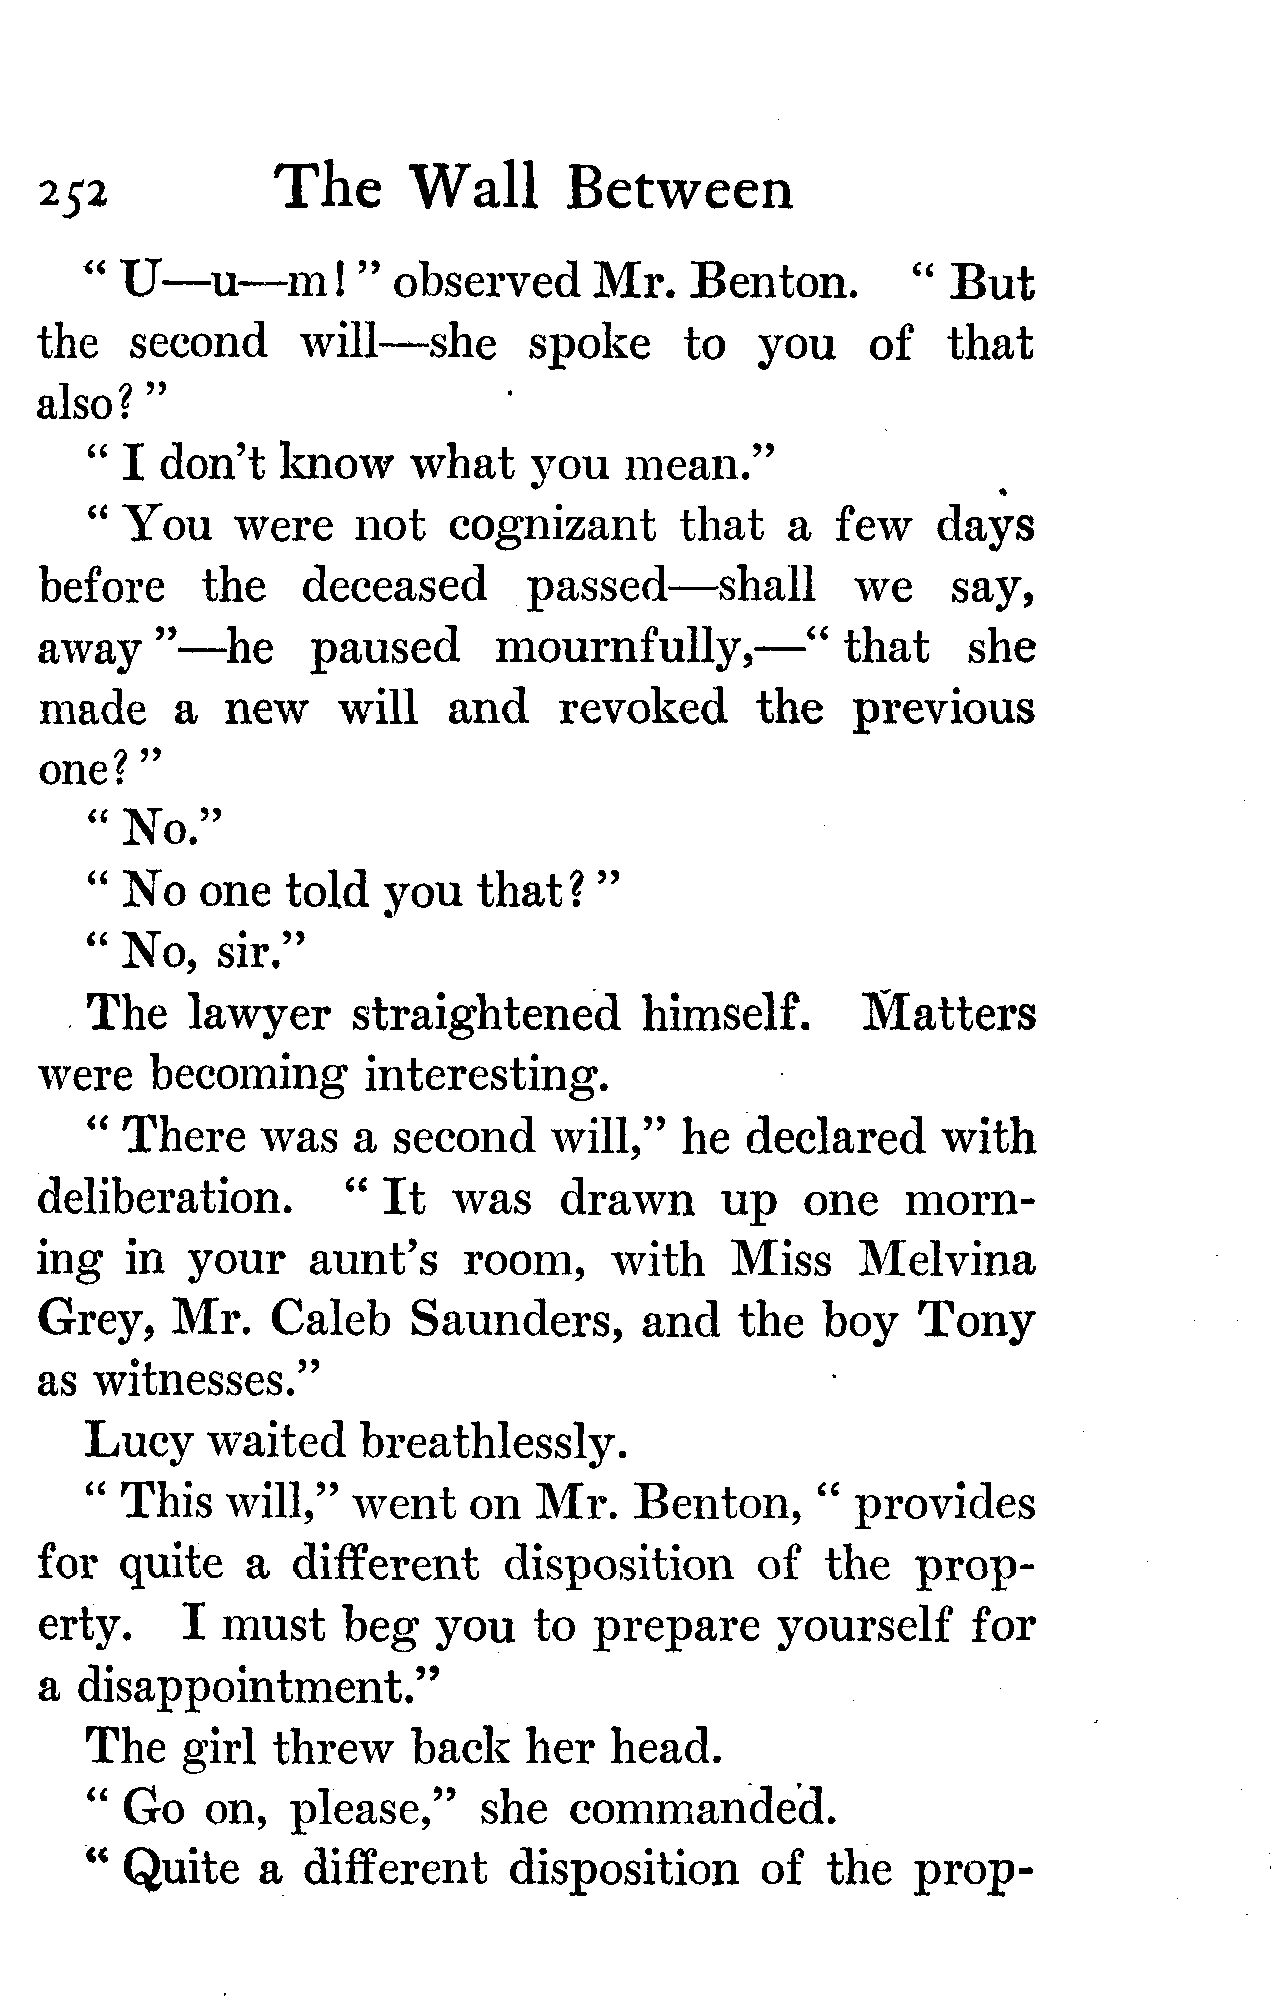 252 The Wall Between
" U—u—m! " observed Mr. Benton. " But
the second will—she spoke to you of that
also? "
" I don't know what you mean."
" You were not cognizant that a few days
before the deceased passed—shall we say,
away "—he paused mournfully,—" that she
made a new will and revoked the previous
one? "
" No."
" No one told you that? "
" No, sir."
The lawyer straightened himself. Matters
were becoming interesting.
" There was a second will," he declared with
deliberation. " It was drawn up one morn-
ing in your aunt's room, with Miss Melvina
Grey, Mr. Caleb Saunders, and the boy Tony
as witnesses."
Lucy waited breathlessly.
" This will," went on Mr. Benton, " provides
for quite a different disposition of the prop-
erty. I must beg you to prepare yourself for
a disappointment."
The girl threw back her head.
" Go on, please," she commanded.
" Quite a different disposition of the prop-